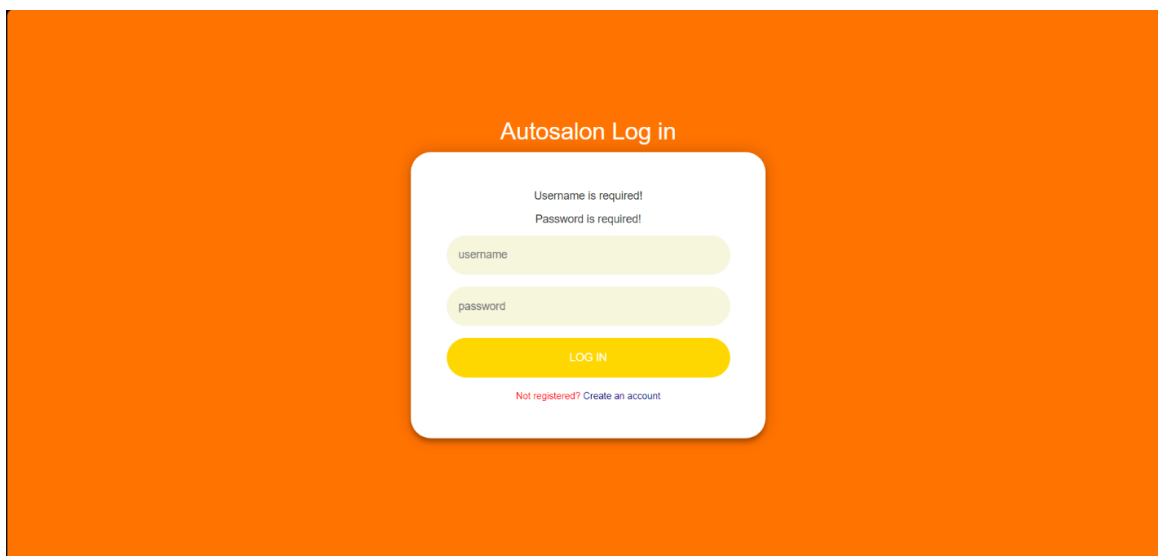 Autosalon Log in
Username is required!
Password is required!
username
password
LOG IN
Not registered? Create an account